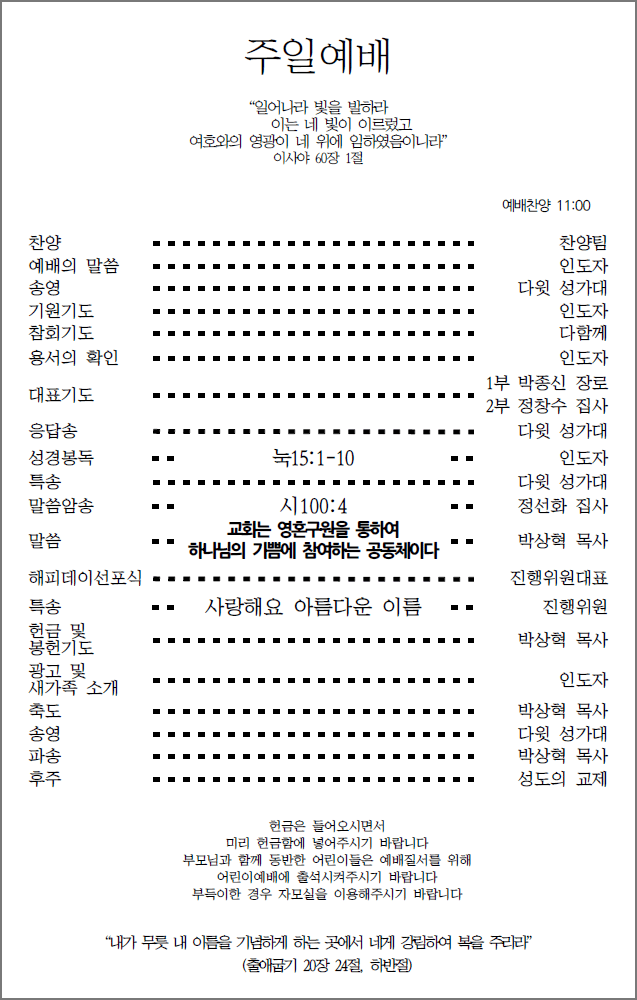 주일예배
“일어나라 빛을 발하라
이는 네 빛이 이르렀고
여호와의 영광이 네 위에 임하였음이니라”
이사야 60장 1절
예배찬양 11:00
찬양 찬양팀
예배의 말씀 인도자
송영 다윗 성가대
기원기도 인도자
참회기도 다함께
용서의 확인 인도자
대표기도 1부 박종신 장로
2부 정창수 집사
응답송 다윗 성가대
성경봉독 눅15:1-10 인도자
특송 다윗 성가대
말씀암송 시100:4 정선화 집사
말씀 교회는 영혼구원을 통하여
하나님의 기쁨에 참여하는 공동체이다 박상혁 목사
해피데이선포식 진행위원대표
특송 사랑해요 아름다운 이름 진행위원
헌금 및
봉헌기도 박상혁 목사
광고 및
새가족 소개 인도자
축도 박상혁 목사
송영 다윗 성가대
파송 박상혁 목사
후주 성도의 교제
헌금은 들어오시면서
미리 헌금함에 넣어주시기 바랍니다
부모님과 함께 동반한 어린이들은 예배질서를 위해
어린이예배에 출석시켜주시기 바랍니다
부득이한 경우 자모실을 이용해주시기 바랍니다
“내가 무릇 내 이름을 기념하게 하는 곳에서 네게 강림하여 복을 주리라”
(출애굽기 20장 24절, 하반절)